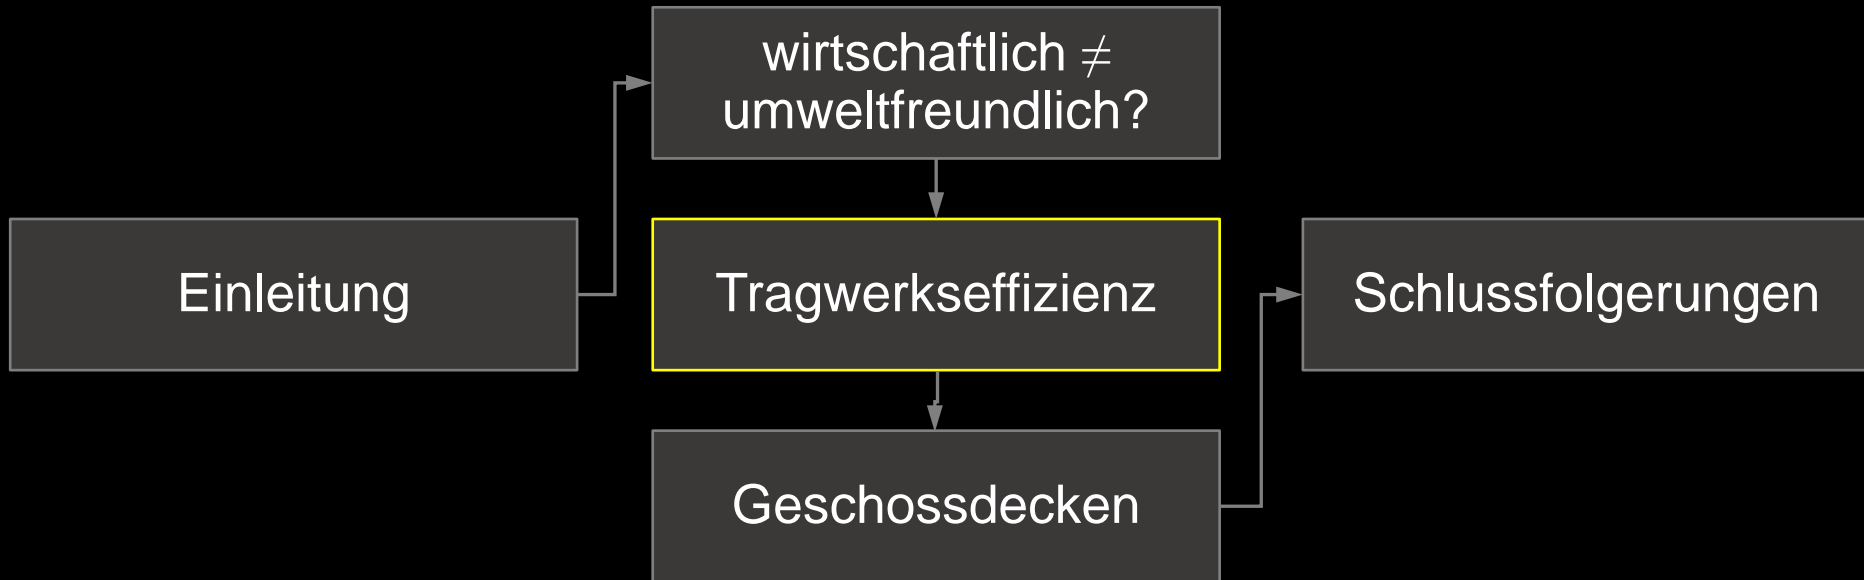 Einleitung
wirtschaftlich ≠
umweltfreundlich?
Tragwerkseffizienz
Geschossdecken
Schlussfolgerungen